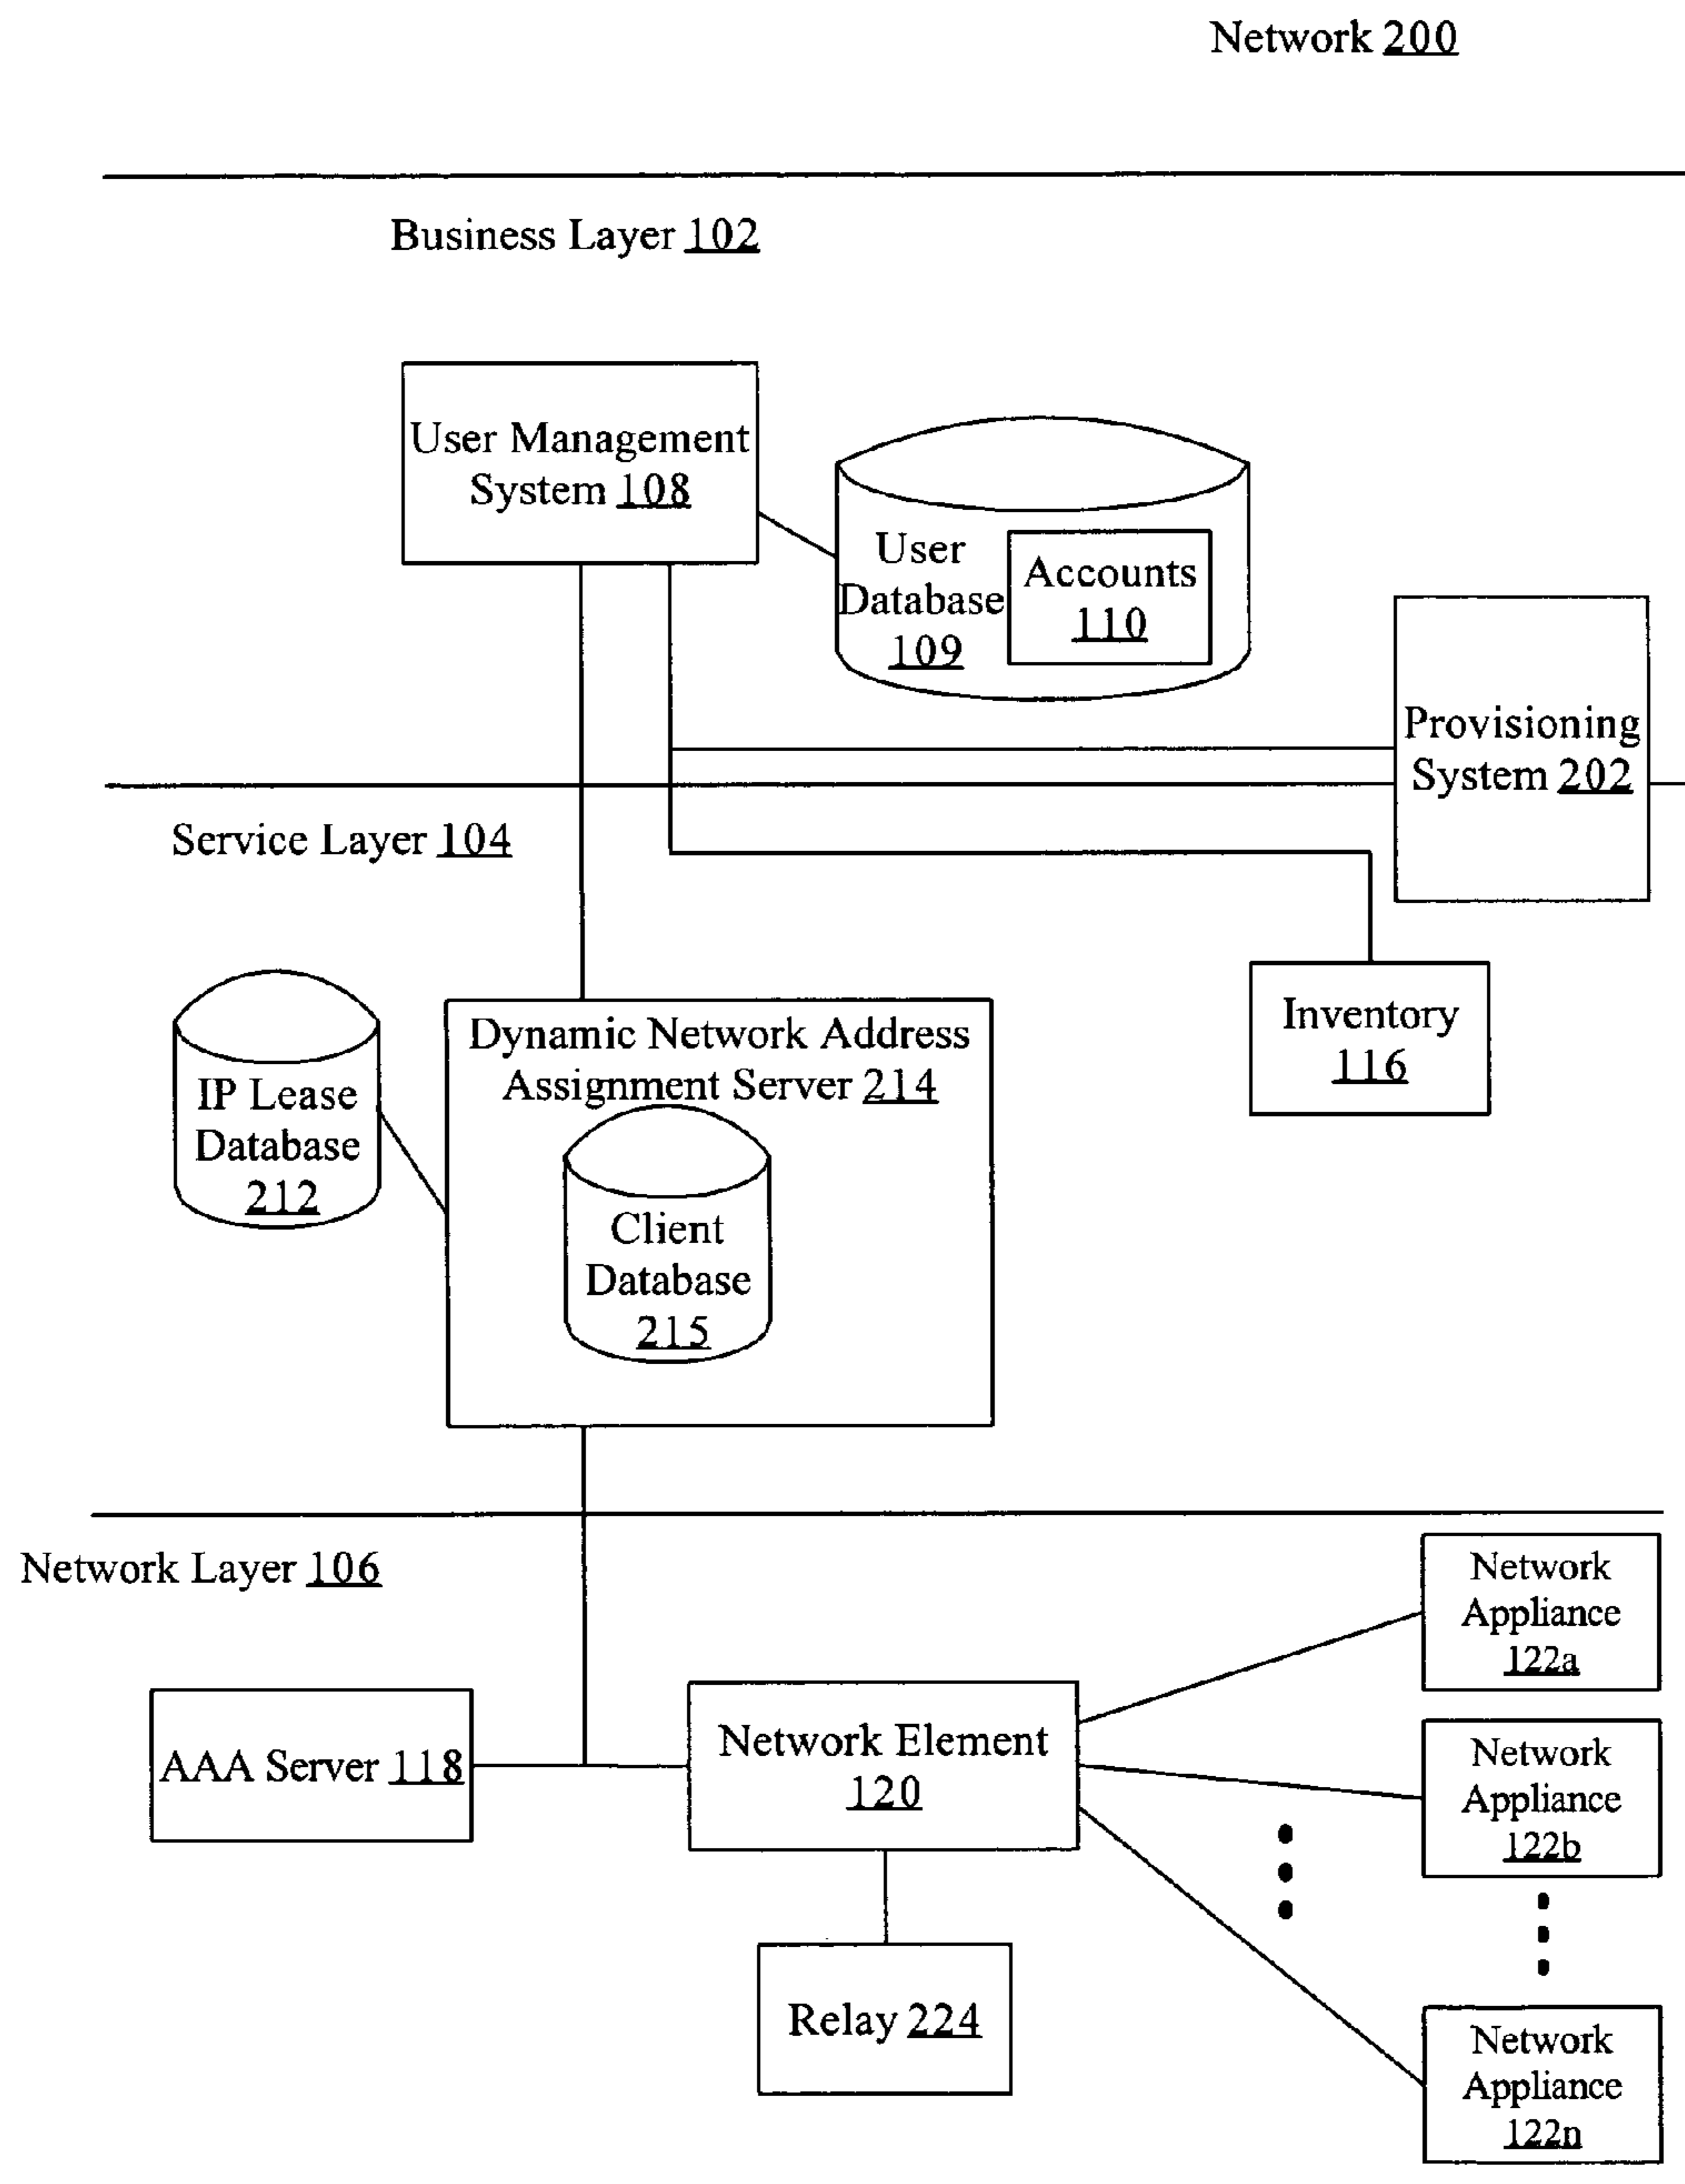 Network 200
Business Layer 102
User Management
System 108
User
Database
109
Accounts
110
Provisioning
System 202
Service Layer 104
Inventory
116
IP Lease
Database
212
Dynamic Network Address
Assignment Server 214
Client
Database
215
Network Layer 106
Network
Appliance
122a
AAA Server 118
Network Element
120
Network
Appliance
122b
Relay 224
Network
Appliance
122n